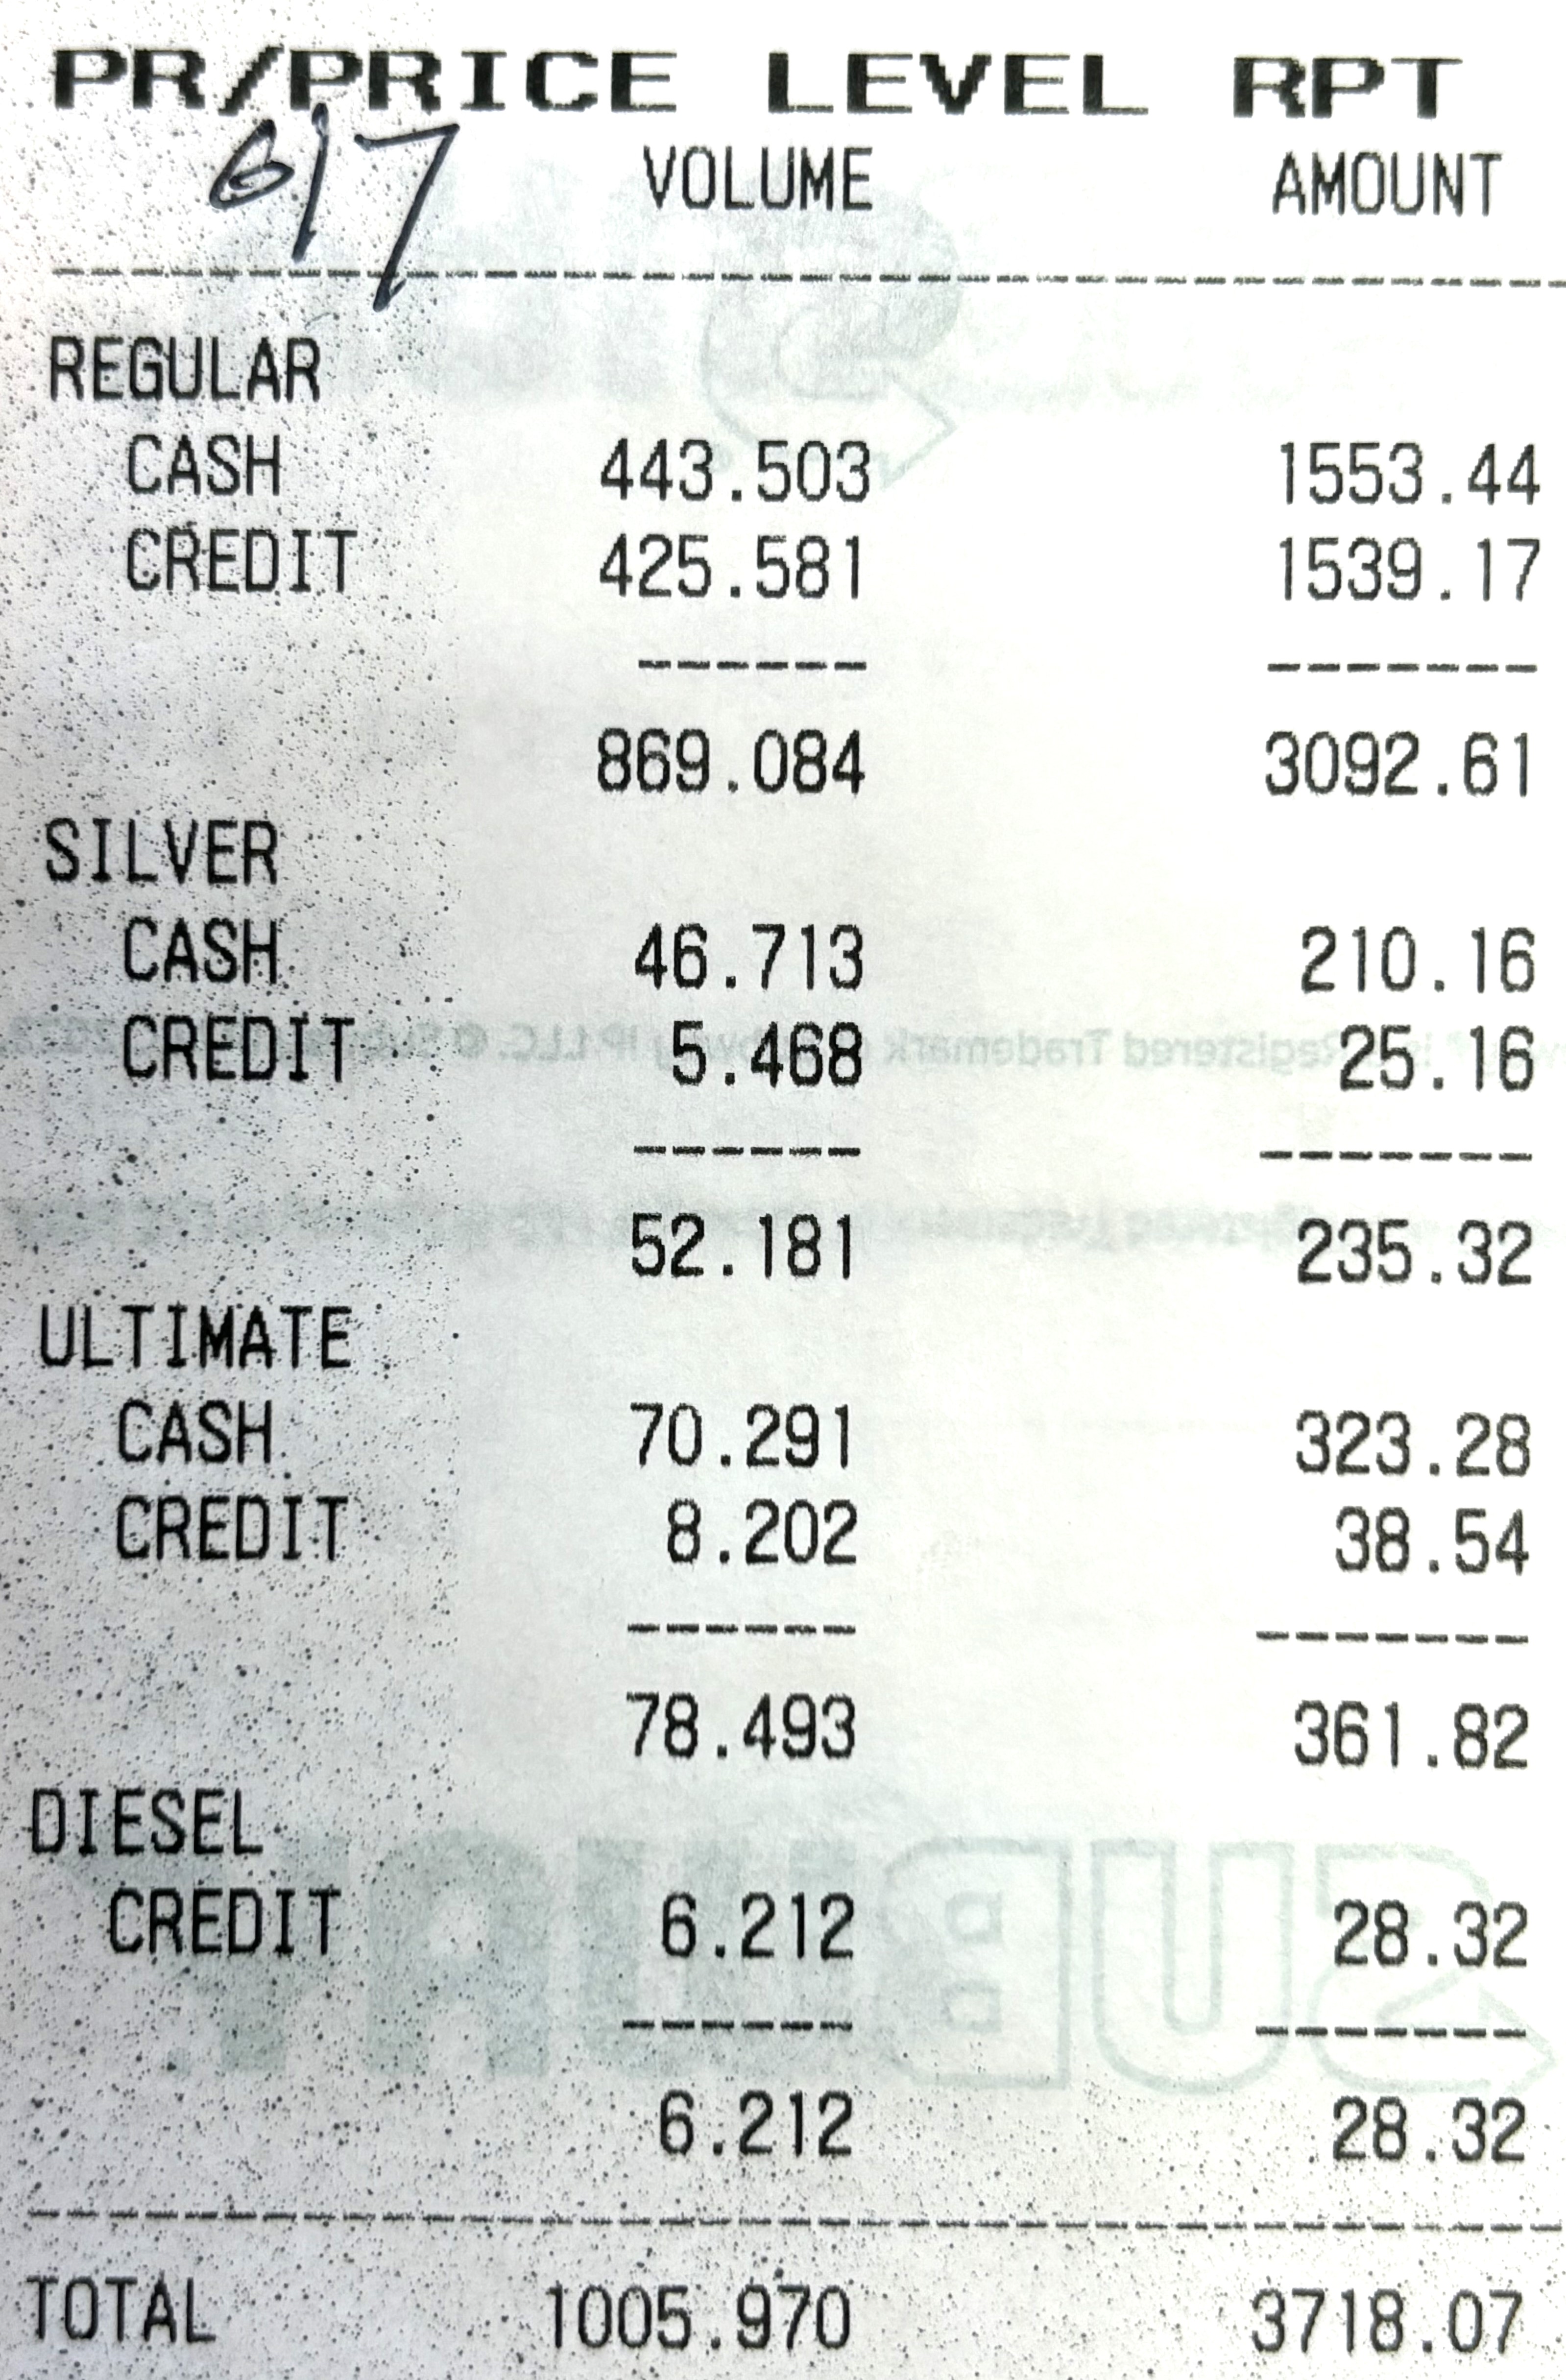 PR/PRICE LEVEL RPT
6/7 VOLUME AMOUNT
REGULAR
CASH 443.503 1553.44
CREDIT 425.581 1539.17
869.084 3092.61
SILVER
CASH 46.713 210.16
CREDIT 5.468 25.16
52.181 235.32
ULTIMATE
CASH 70.291 323.28
CREDIT 8.202 38.54
78.493 361.82
DIESEL
CREDIT 6.212 28.32
6.212 28.32
TOTAL 1005.970 3718.07